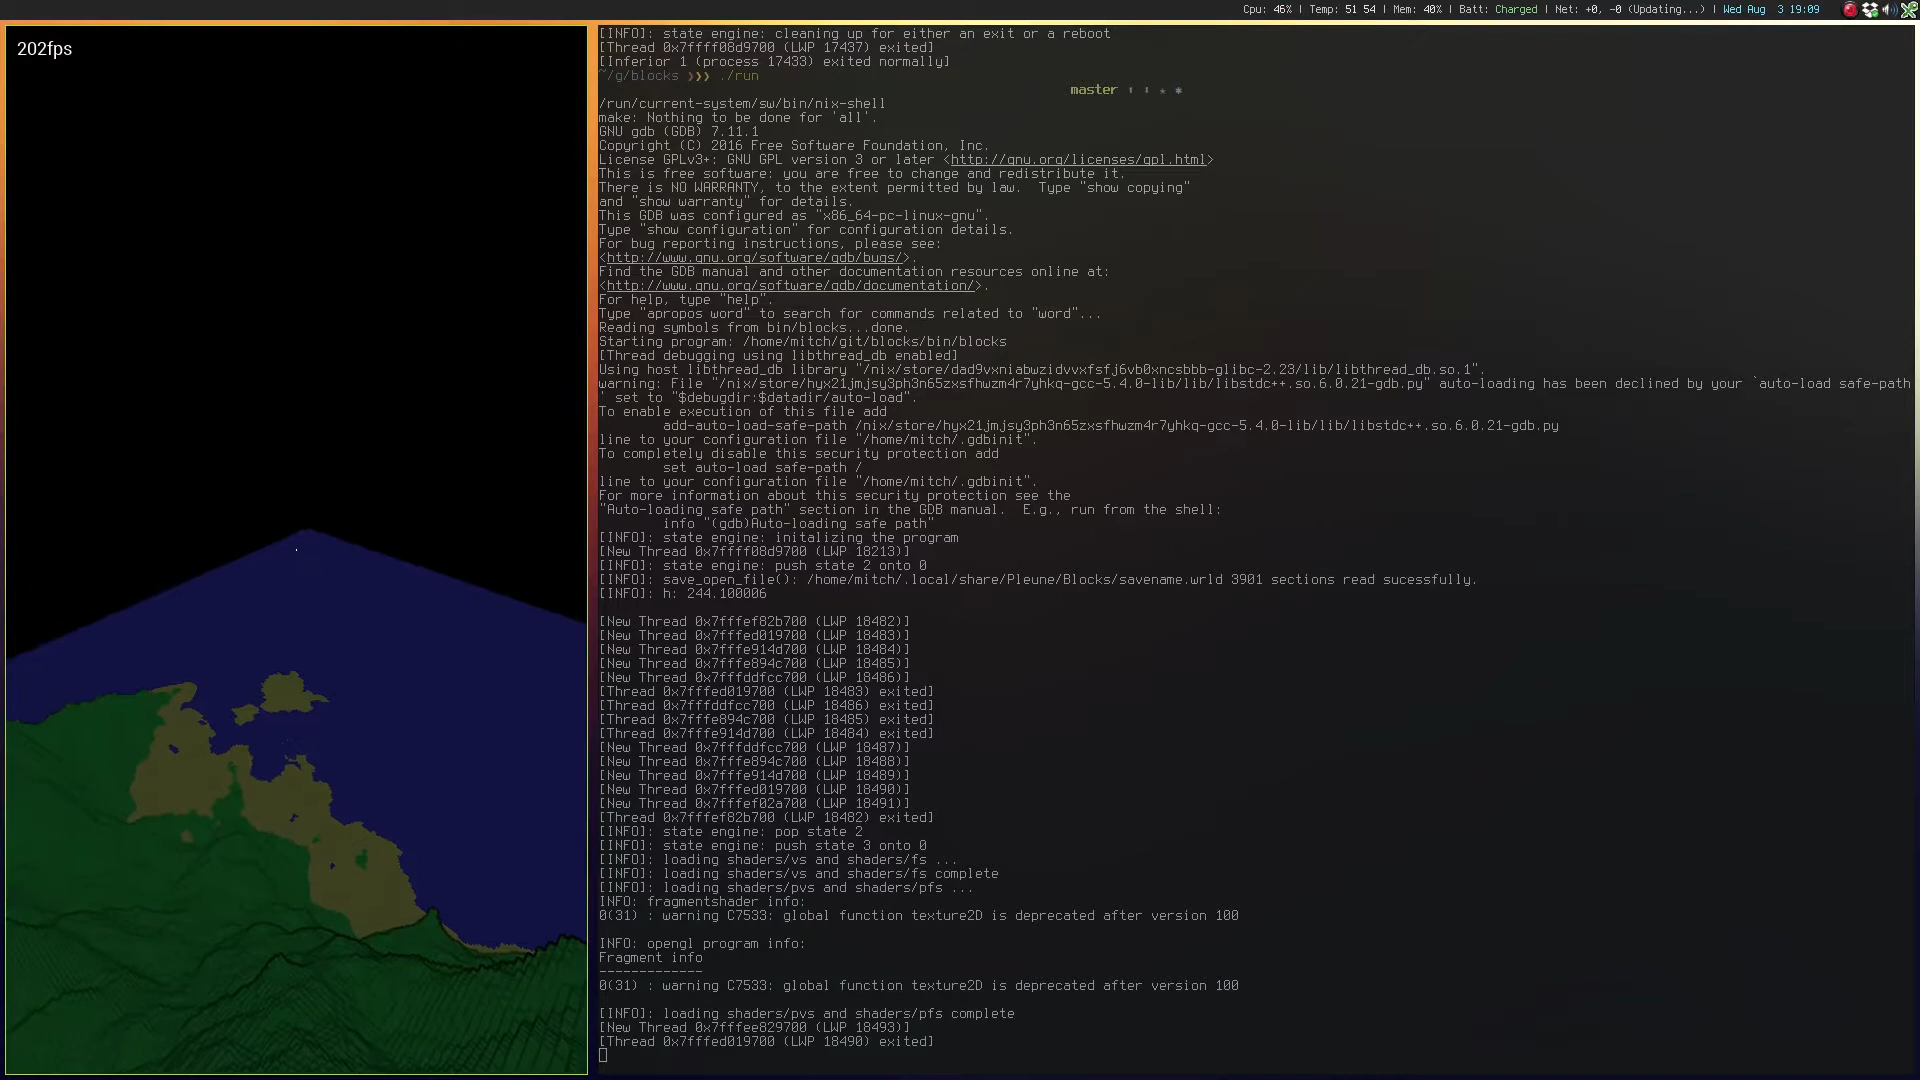 Cpu: 46% | Temp: 51 54 | Mem: 40% | Batt: Charged | Net: +0, -0 (Updating...) | Wed Aug  3 19:09
202fps
[INFO]: state engine: cleaning up for either an exit or a reboot
[Thread 0x7ffff08d9700 (LWP 17437) exited]
[Inferior 1 (process 17433) exited normally]
~/g/blocks ❯❯❯ ./run
master ⬆ ⬇ ★ ✱
/run/current-system/sw/bin/nix-shell
make: Nothing to be done for 'all'.
GNU gdb (GDB) 7.11.1
Copyright (C) 2016 Free Software Foundation, Inc.
License GPLv3+: GNU GPL version 3 or later <http://gnu.org/licenses/gpl.html>
This is free software: you are free to change and redistribute it.
There is NO WARRANTY, to the extent permitted by law.  Type "show copying"
and "show warranty" for details.
This GDB was configured as "x86_64-pc-linux-gnu".
Type "show configuration" for configuration details.
For bug reporting instructions, please see:
<http://www.gnu.org/software/gdb/bugs/>.
Find the GDB manual and other documentation resources online at:
<http://www.gnu.org/software/gdb/documentation/>.
For help, type "help".
Type "apropos word" to search for commands related to "word"...
Reading symbols from bin/blocks...done.
Starting program: /home/mitch/git/blocks/bin/blocks
[Thread debugging using libthread_db enabled]
Using host libthread_db library "/nix/store/dad9vxniabwzidvvxfsfj6vb0xncsbbb-glibc-2.23/lib/libthread_db.so.1".
warning: File "/nix/store/hyx21jmjsy3ph3n65zxsfhwzm4r7yhkq-gcc-5.4.0-lib/lib/libstdc++.so.6.0.21-gdb.py" auto-loading has been declined by your `auto-load safe-path
' set to "$debugdir:$datadir/auto-load".
To enable execution of this file add
        add-auto-load-safe-path /nix/store/hyx21jmjsy3ph3n65zxsfhwzm4r7yhkq-gcc-5.4.0-lib/lib/libstdc++.so.6.0.21-gdb.py
line to your configuration file "/home/mitch/.gdbinit".
To completely disable this security protection add
        set auto-load safe-path /
line to your configuration file "/home/mitch/.gdbinit".
For more information about this security protection see the
"Auto-loading safe path" section in the GDB manual.  E.g., run from the shell:
        info "(gdb)Auto-loading safe path"
[INFO]: state engine: initalizing the program
[New Thread 0x7ffff08d9700 (LWP 18213)]
[INFO]: state engine: push state 2 onto 0
[INFO]: save_open_file(): /home/mitch/.local/share/Pleune/Blocks/savename.wrld 3901 sections read sucessfully.
[INFO]: h: 244.100006
[New Thread 0x7fffef82b700 (LWP 18482)]
[New Thread 0x7fffed019700 (LWP 18483)]
[New Thread 0x7fffe914d700 (LWP 18484)]
[New Thread 0x7fffe894c700 (LWP 18485)]
[New Thread 0x7fffddfcc700 (LWP 18486)]
[Thread 0x7fffed019700 (LWP 18483) exited]
[Thread 0x7fffddfcc700 (LWP 18486) exited]
[Thread 0x7fffe894c700 (LWP 18485) exited]
[Thread 0x7fffe914d700 (LWP 18484) exited]
[New Thread 0x7fffddfcc700 (LWP 18487)]
[New Thread 0x7fffe894c700 (LWP 18488)]
[New Thread 0x7fffe914d700 (LWP 18489)]
[New Thread 0x7fffed019700 (LWP 18490)]
[New Thread 0x7fffef02a700 (LWP 18491)]
[Thread 0x7fffef82b700 (LWP 18482) exited]
[INFO]: state engine: pop state 2
[INFO]: state engine: push state 3 onto 0
[INFO]: loading shaders/vs and shaders/fs ...
[INFO]: loading shaders/vs and shaders/fs complete
[INFO]: loading shaders/pvs and shaders/pfs ...
INFO: fragmentshader info:
0(31) : warning C7533: global function texture2D is deprecated after version 100
INFO: opengl program info:
Fragment info
-------------
0(31) : warning C7533: global function texture2D is deprecated after version 100
[INFO]: loading shaders/pvs and shaders/pfs complete
[New Thread 0x7fffee829700 (LWP 18493)]
[Thread 0x7fffed019700 (LWP 18490) exited]